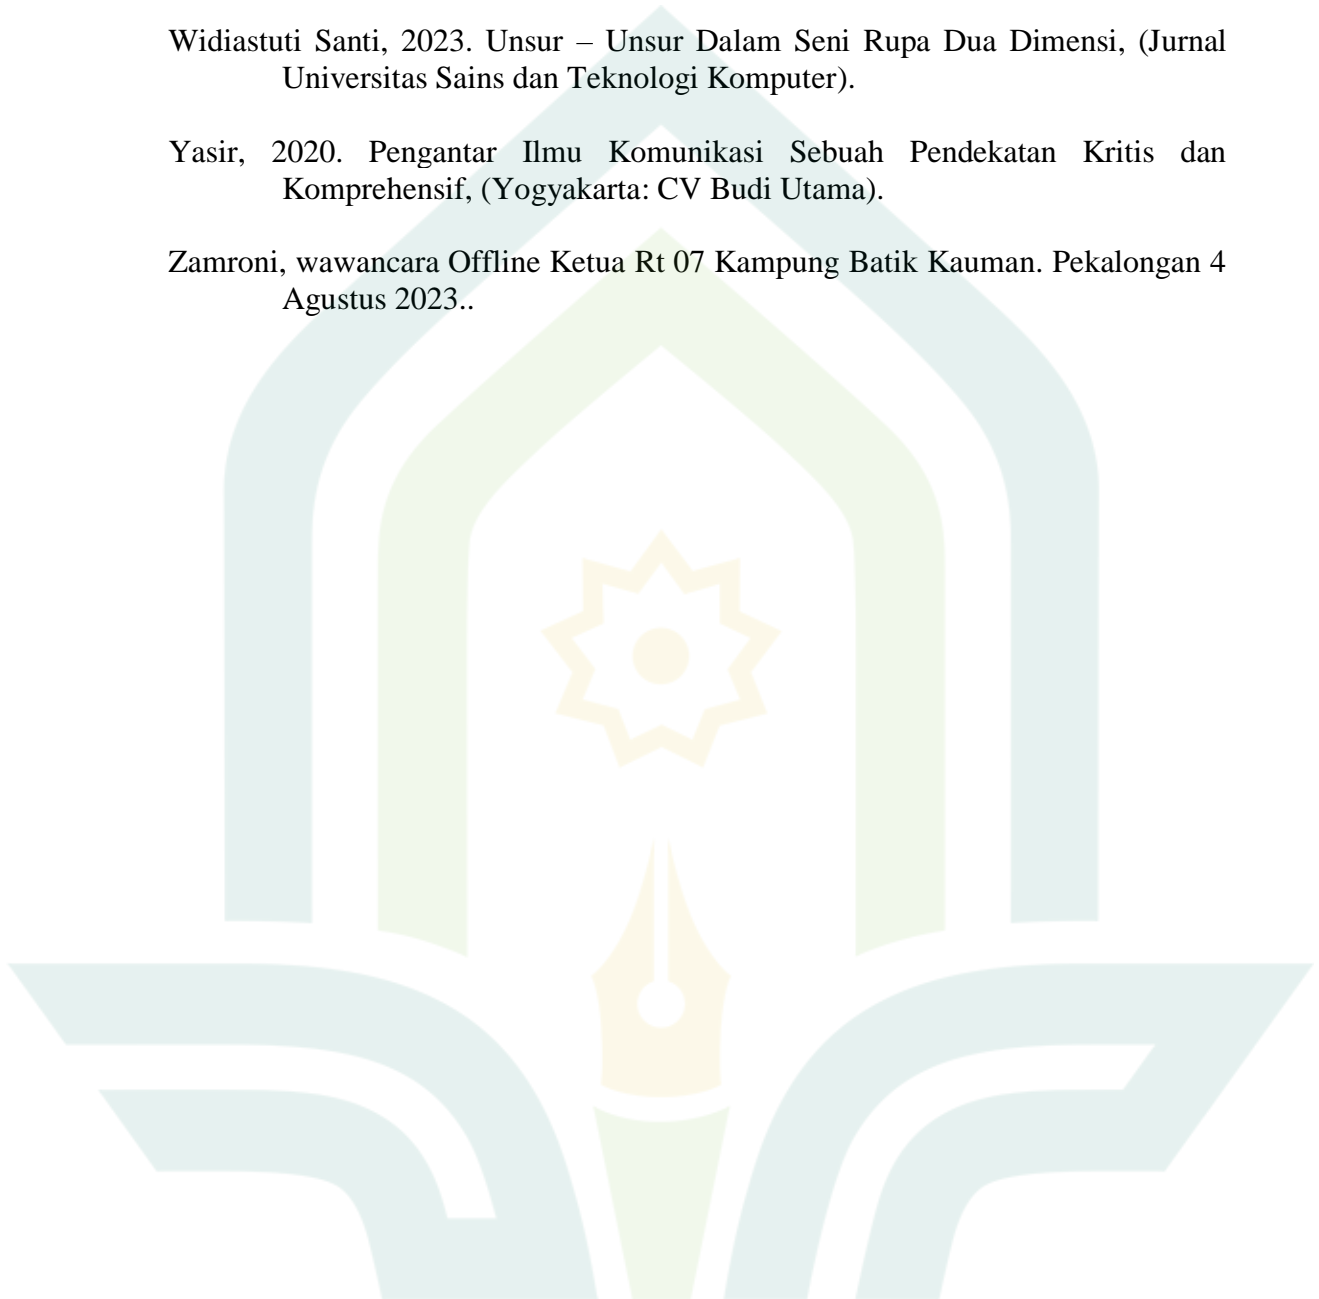 Widiastuti Santi, 2023. Unsur – Unsur Dalam Seni Rupa Dua Dimensi, (Jurnal
Universitas Sains dan Teknologi Komputer).
Yasir, 2020. Pengantar Ilmu Komunikasi Sebuah Pendekatan Kritis dan
Komprehensif, (Yogyakarta: CV Budi Utama).
Zamroni, wawancara Offline Ketua Rt 07 Kampung Batik Kauman. Pekalongan 4
Agustus 2023..